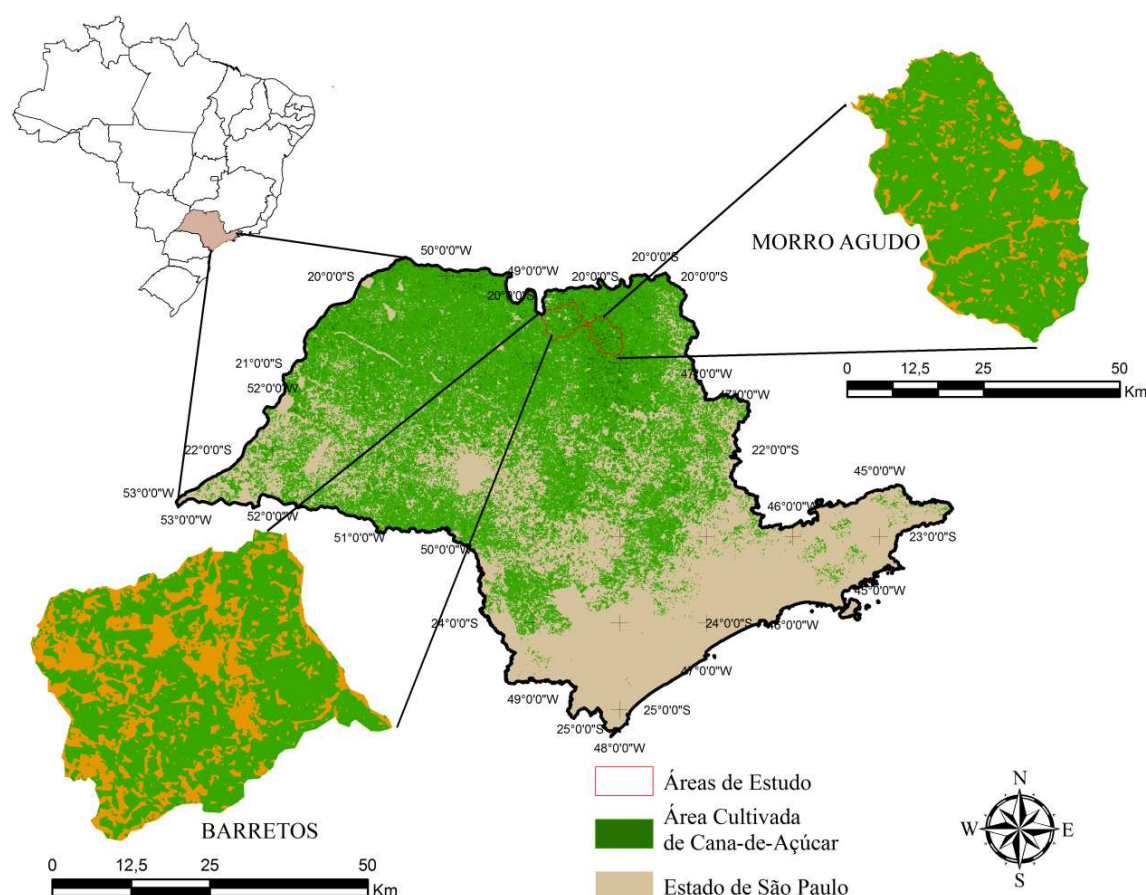 50°0'0"W
20°0'0"S
49°0'0"W
20°0'0"S
20°0'0"S
20°0'0"S
20°0'0"S
MORRO AGUDO
0 12,5 25 50
Km
21°0'0"S
52°0'0"W
47°0'0"W
47°0'0"W
22°0'0"S
22°0'0"S
53°0'0"W
53°0'0"W
52°0'0"W
51°0'0"W
50°0'0"W
45°0'0"W
46°0'0"W
23°0'0"S
45°0'0"W
24°0'0"S
24°0'0"S
46°0'0"W
47°0'0"W
49°0'0"W
25°0'0"S
25°0'0"S
48°0'0"W
BARRETOS
0 12,5 25 50
Km
Áreas de Estudo
Área Cultivada
de Cana-de-Açúcar
Estado de São Paulo
N
W E
S